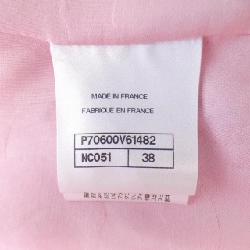 MADE IN FRANCE
FABRIQUE EN FRANCE
P70600V61482
NC051 38